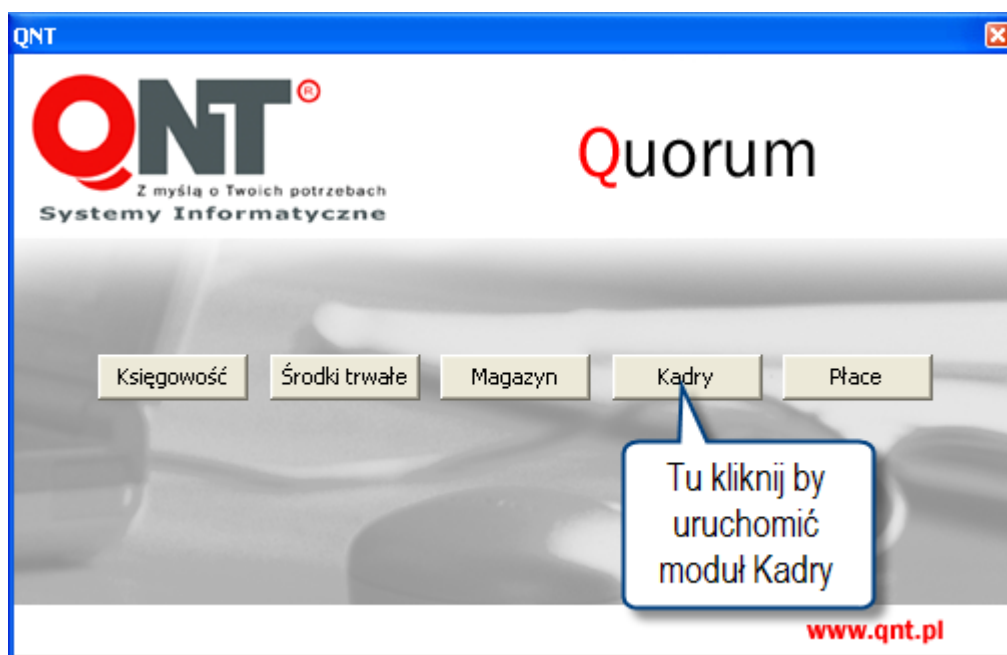 QNT
QNT®
Z myślą o Twoich potrzebach
Systemy Informatyczne
Quorum
Księgowość Środki trwałe Magazyn Kadry Płace
Tu kliknij by
uruchomić
moduł Kadry
www.qnt.pl